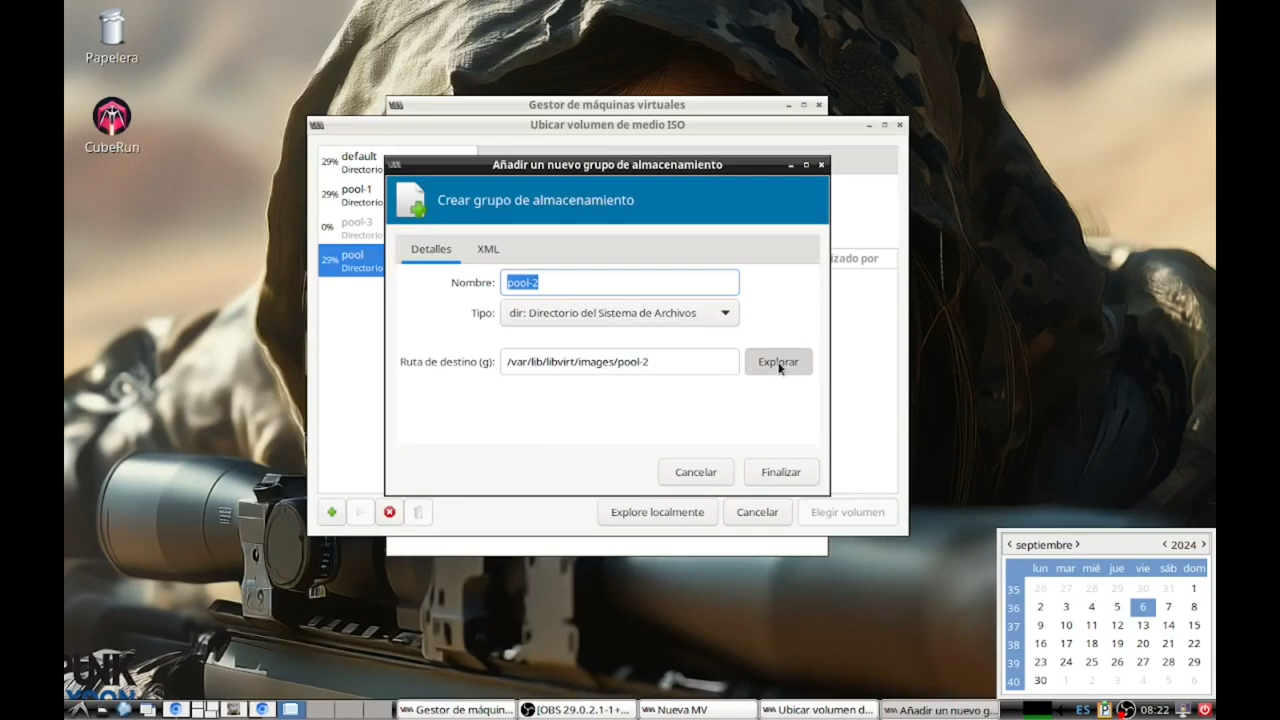 Papelera
CubeRun
Gestor de máquinas virtuales
Ubicar volumen de medio ISO
29% default
Directorio
29% pool-1
Directorio
0% pool-3
Directorio
29% pool
Directorio
izado por
Añadir un nuevo grupo de almacenamiento
Crear grupo de almacenamiento
Detalles XML
Nombre: pool-2
Tipo: dir: Directorio del Sistema de Archivos
Ruta de destino (g): /var/lib/libvirt/images/pool-2 Explorar
Cancelar Finalizar
Explore localmente Cancelar Elegir volumen
< septiembre > < 2024 >
lun mar mié jue vie sáb dom
35 26 27 28 29 30 31 1
36 2 3 4 5 6 7 8
37 9 10 11 12 13 14 15
38 16 17 18 19 20 21 22
39 23 24 25 26 27 28 29
40 30 1 2 3 4 5 6
Gestor de máquin... [OBS 29.0.2.1-1+... Nueva MV Ubicar volumen d... Añadir un nuevo g... ES 08:22